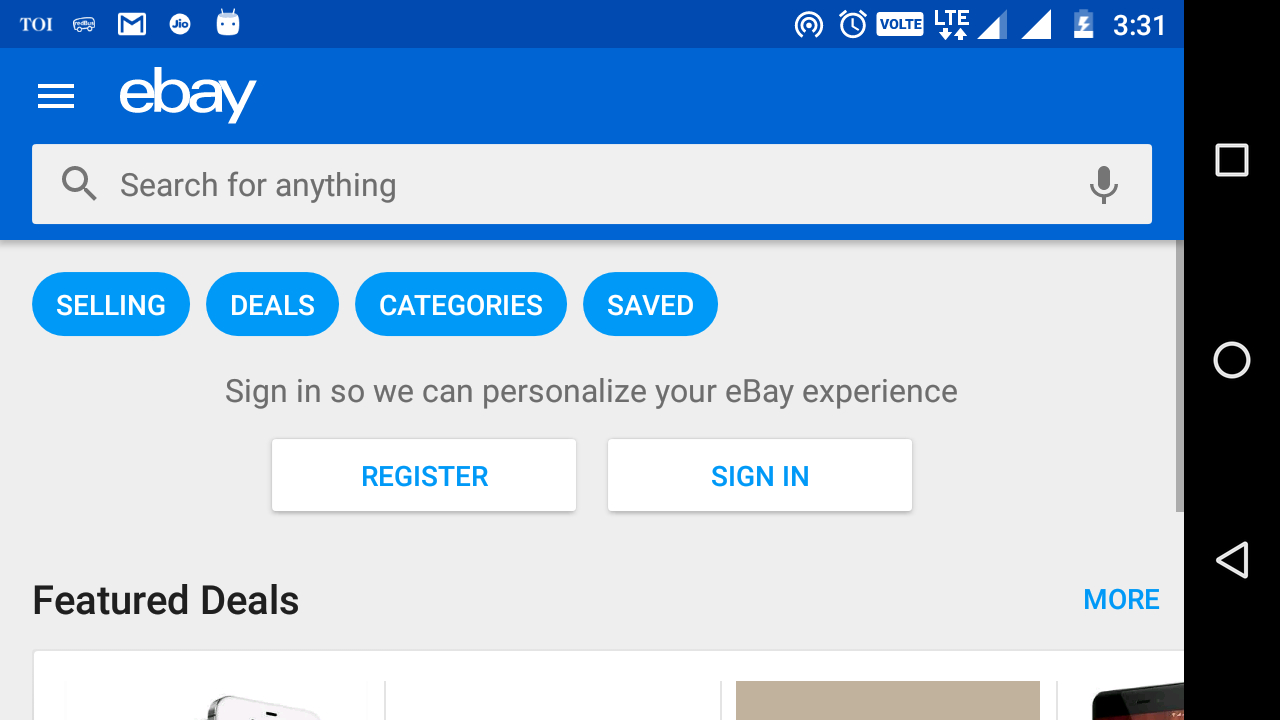 TOI redBus Jio VOLTE LTE 3:31
ebay
Search for anything
SELLING DEALS CATEGORIES SAVED
Sign in so we can personalize your eBay experience
REGISTER SIGN IN
Featured Deals MORE